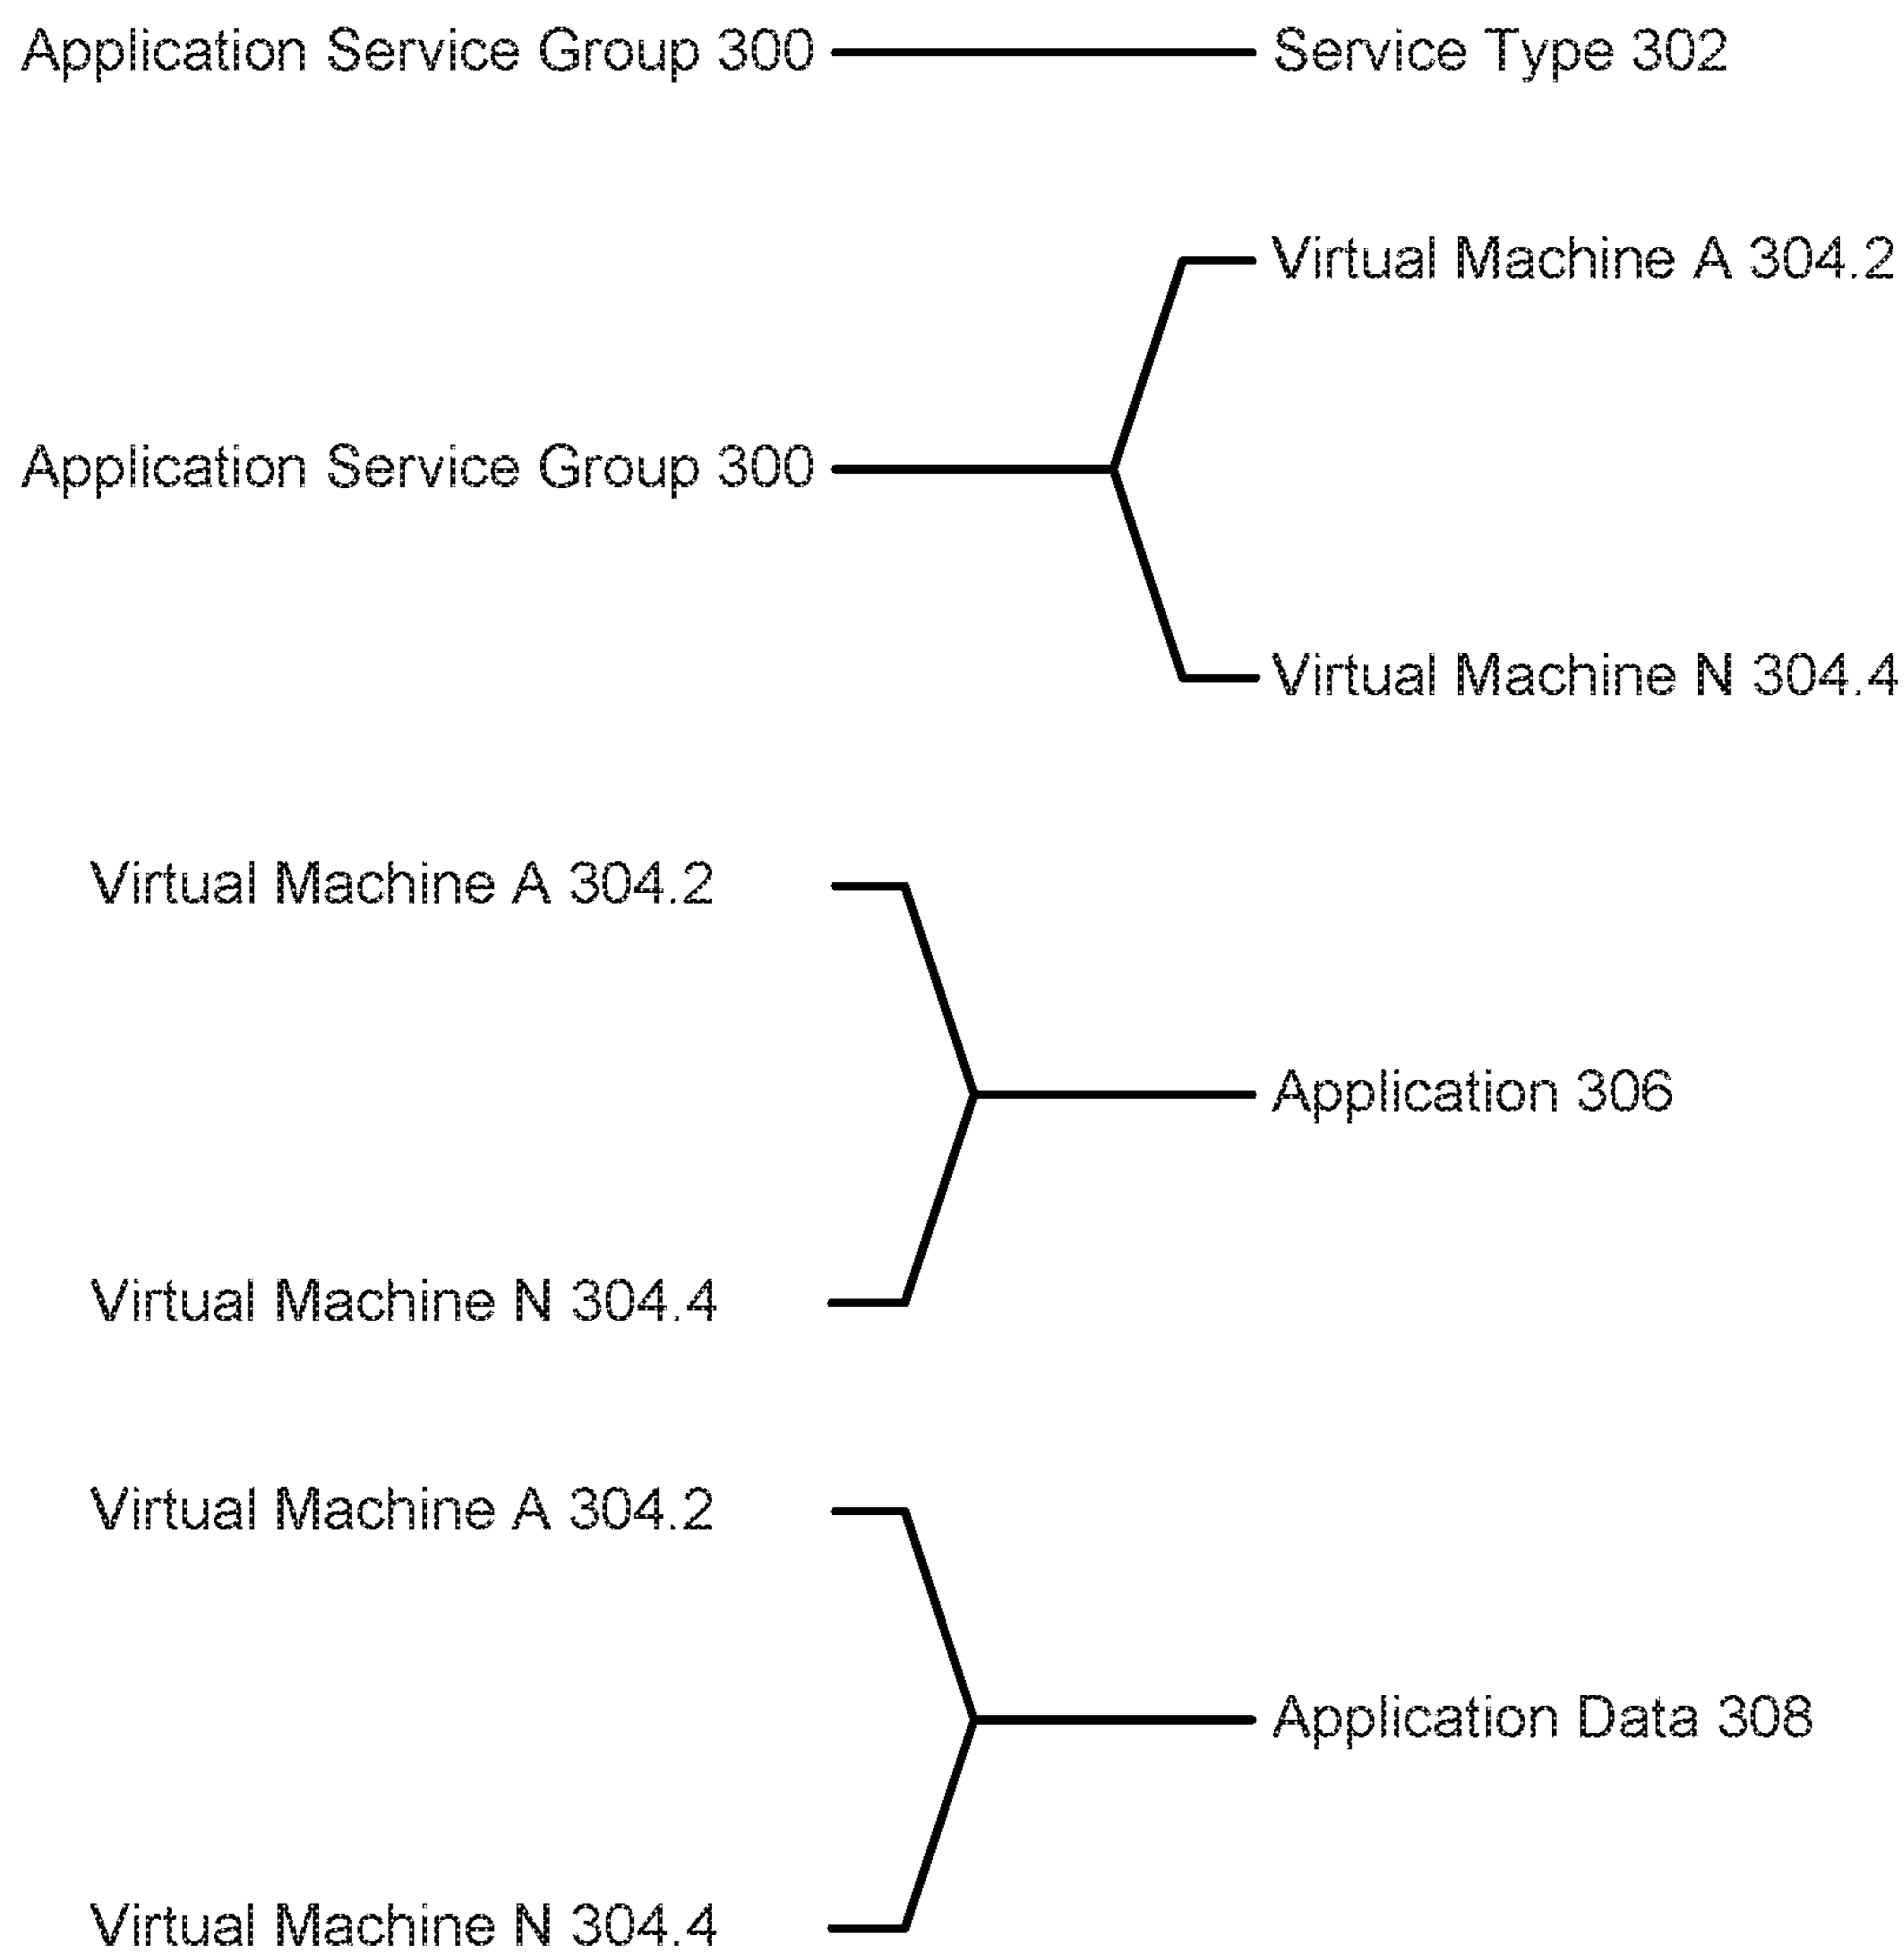 Application Service Group 300 Service Type 302
Virtual Machine A 304.2
Application Service Group 300
Virtual Machine N 304.4
Virtual Machine A 304.2
Application 306
Virtual Machine N 304.4
Virtual Machine A 304.2
Application Data 308
Virtual Machine N 304.4